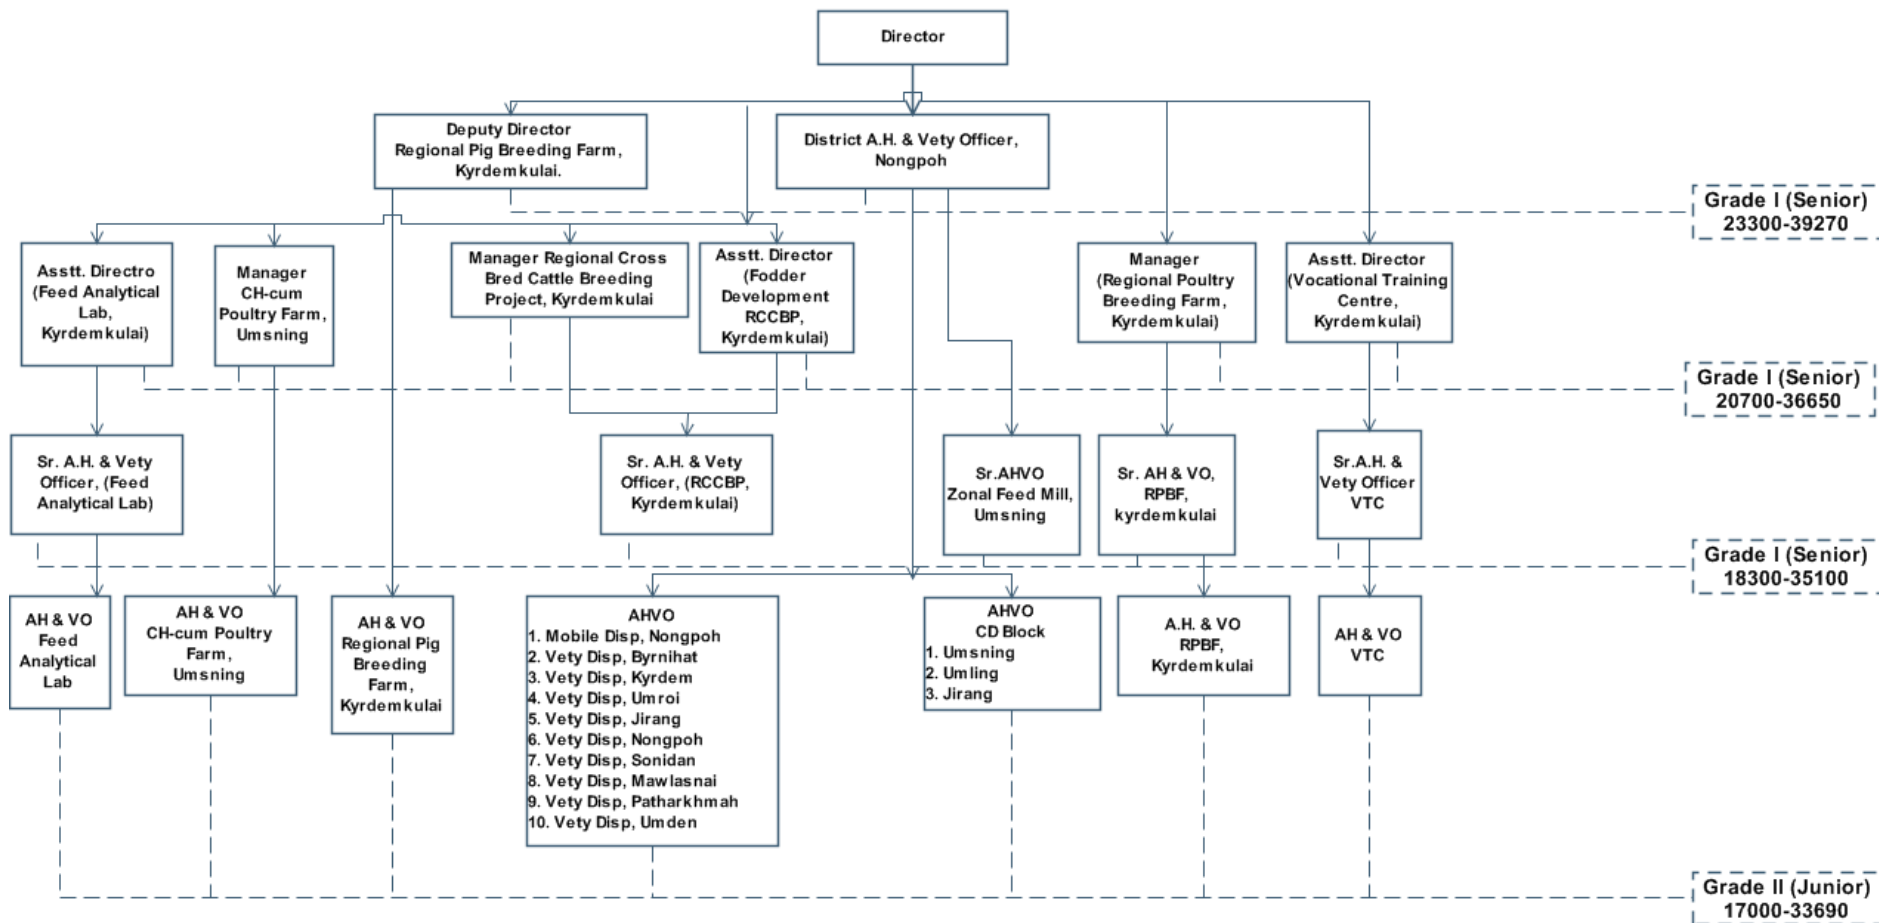 Director
Deputy Director
Regional Pig Breeding Farm,
Kyrdemkulai.
District A.H. & Vety Officer,
Nongpoh
Grade I (Senior)
23300-39270
Asstt. Directro
(Feed Analytical
Lab,
Kyrdemkulai)
Manager
CH-cum
Poultry Farm,
Umsning
Manager Regional Cross
Bred Cattle Breeding
Project, Kyrdemkulai
Asstt. Director
(Fodder
Development
RCCBP,
Kyrdemkulai)
Manager
(Regional Poultry
Breeding Farm,
Kyrdemkulai)
Asstt. Director
(Vocational Training
Centre,
Kyrdemkulai)
Grade I (Senior)
20700-36650
Sr. A.H. & Vety
Officer, (Feed
Analytical Lab)
Sr. A.H. & Vety
Officer, (RCCBP,
Kyrdemkulai)
Sr.AHVO
Zonal Feed Mill,
Umsning
Sr. AH & VO,
RPBF,
kyrdemkulai
Sr.A.H. &
Vety Officer
VTC
Grade I (Senior)
18300-35100
AH & VO
Feed
Analytical
Lab
AH & VO
CH-cum Poultry
Farm,
Umsning
AH & VO
Regional Pig
Breeding
Farm,
Kyrdemkulai
AHVO
1. Mobile Disp, Nongpoh
2. Vety Disp, Byrnihat
3. Vety Disp, Kyrdem
4. Vety Disp, Umroi
5. Vety Disp, Jirang
6. Vety Disp, Nongpoh
7. Vety Disp, Sonidan
8. Vety Disp, Mawlasnai
9. Vety Disp, Patharkhmah
10. Vety Disp, Umden
AHVO
CD Block
1. Umsning
2. Umling
3. Jirang
A.H. & VO
RPBF,
Kyrdemkulai
AH & VO
VTC
Grade II (Junior)
17000-33690